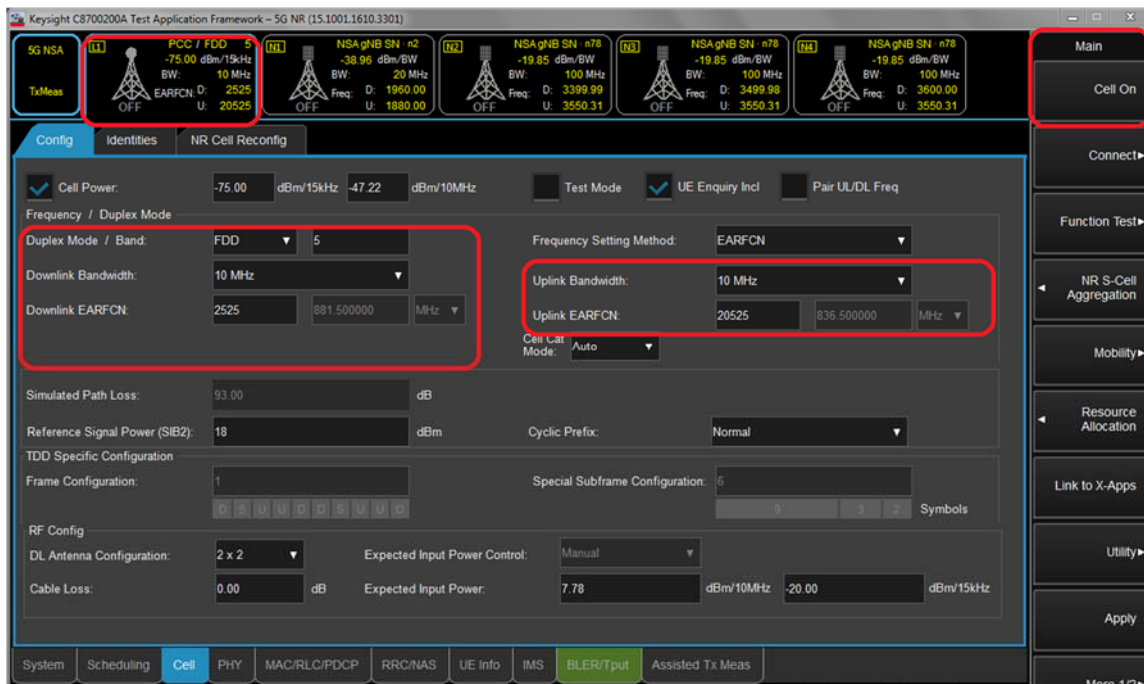 Keysight C8700200A Test Application Framework – 5G NR (15.1001.1610.3301)
5G NSA
TxMeas
L1
PCC / FDD 5
-75.00 dBm/15kHz
BW: 10 MHz
EARFCN: D: 2525
OFF U: 20525
N1
NSA gNB SN - n2
-38.96 dBm/BW
BW: 20 MHz
Freq: D: 1960.00
OFF U: 1880.00
N2
NSA gNB SN - n78
-19.85 dBm/BW
BW: 100 MHz
Freq: D: 3399.99
OFF U: 3550.31
N3
NSA gNB SN - n78
-19.85 dBm/BW
BW: 100 MHz
Freq: D: 3499.98
OFF U: 3550.31
N4
NSA gNB SN - n78
-19.85 dBm/BW
BW: 100 MHz
Freq: D: 3600.00
OFF U: 3550.31
Config Identities NR Cell Reconfig
Cell Power: -75.00 dBm/15kHz -47.22 dBm/10MHz Test Mode UE Enquiry Incl Pair UL/DL Freq
Frequency / Duplex Mode
Duplex Mode / Band: FDD 5 Frequency Setting Method: EARFCN
Downlink Bandwidth: 10 MHz Uplink Bandwidth: 10 MHz
Downlink EARFCN: 2525 881.500000 MHz Uplink EARFCN: 20525 836.500000 MHz
Cell Cat
Mode: Auto
Simulated Path Loss: 93.00 dB
Reference Signal Power (SIB2): 18 dBm Cyclic Prefix: Normal
TDD Specific Configuration
Frame Configuration: 1 Special Subframe Configuration: 6
D S U U D D S U U D 9 3 2 Symbols
RF Config
DL Antenna Configuration: 2 x 2 Expected Input Power Control: Manual
Cable Loss: 0.00 dB Expected Input Power: 7.78 dBm/10MHz -20.00 dBm/15kHz
System Scheduling Cell PHY MAC/RLC/PDCP RRC/NAS UE Info IMS BLER/Tput Assisted Tx Meas
Main
Cell On
Connect
Function Test
NR S-Cell
Aggregation
Mobility
Resource
Allocation
Link to X-Apps
Utility
Apply
More 1/2